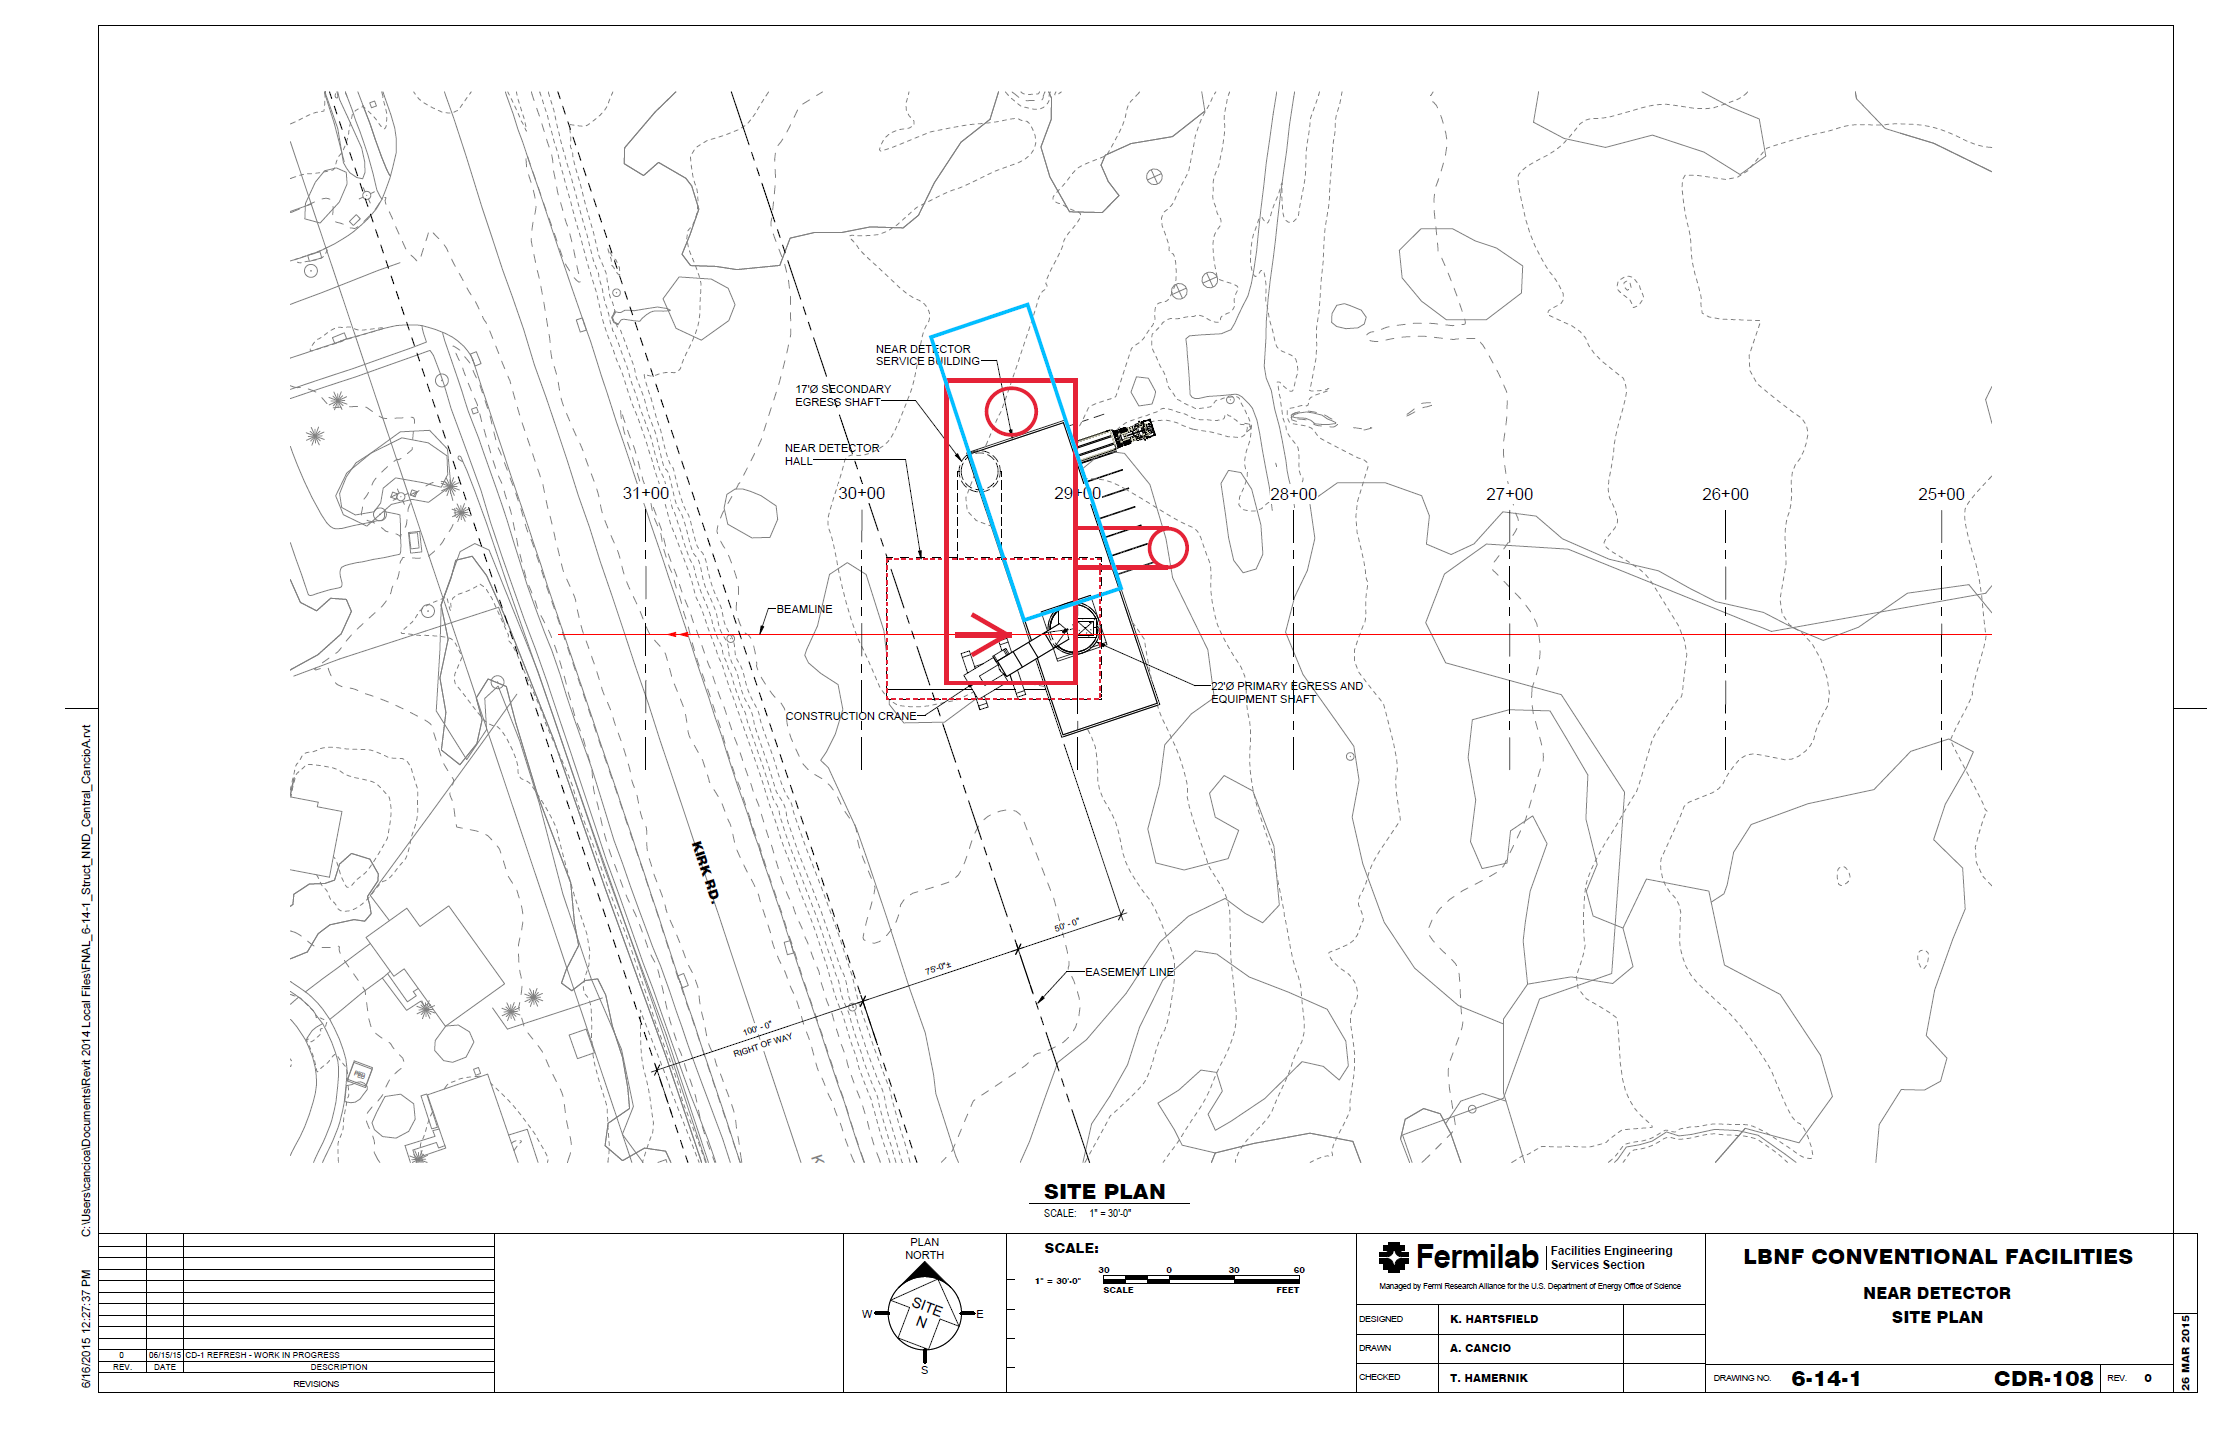 NEAR DETECTOR
SERVICE BUILDING
17'Ø SECONDARY
EGRESS SHAFT
NEAR DETECTOR
HALL
31+00
30+00
29+00
28+00
27+00
26+00
25+00
BEAMLINE
22'Ø PRIMARY EGRESS AND
EQUIPMENT SHAFT
CONSTRUCTION CRANE
KIRK RD.
50' - 0"
75'-0"±
EASEMENT LINE
100' - 0"
RIGHT OF WAY
K
SITE PLAN
SCALE: 1" = 30'-0"
C:\Users\cancioa\Documents\Revit 2014 Local Files\FNAL_6-14-1_Struct_NND_Central_CancioA.rvt
6/16/2015 12:27:37 PM
0 06/15/15 CD-1 REFRESH - WORK IN PROGRESS
REV. DATE DESCRIPTION
REVISIONS
PLAN
NORTH
W E
SITE
N
S
SCALE:
1" = 30'-0"
30 0 30 60
SCALE FEET
Fermilab
Facilities Engineering
Services Section
Managed by Fermi Research Alliance for the U.S. Department of Energy Office of Science
DESIGNED K. HARTSFIELD
DRAWN A. CANCIO
CHECKED T. HAMERNIK
LBNF CONVENTIONAL FACILITIES
NEAR DETECTOR
SITE PLAN
DRAWING NO. 6-14-1 CDR-108 REV. 0
26 MAR 2015